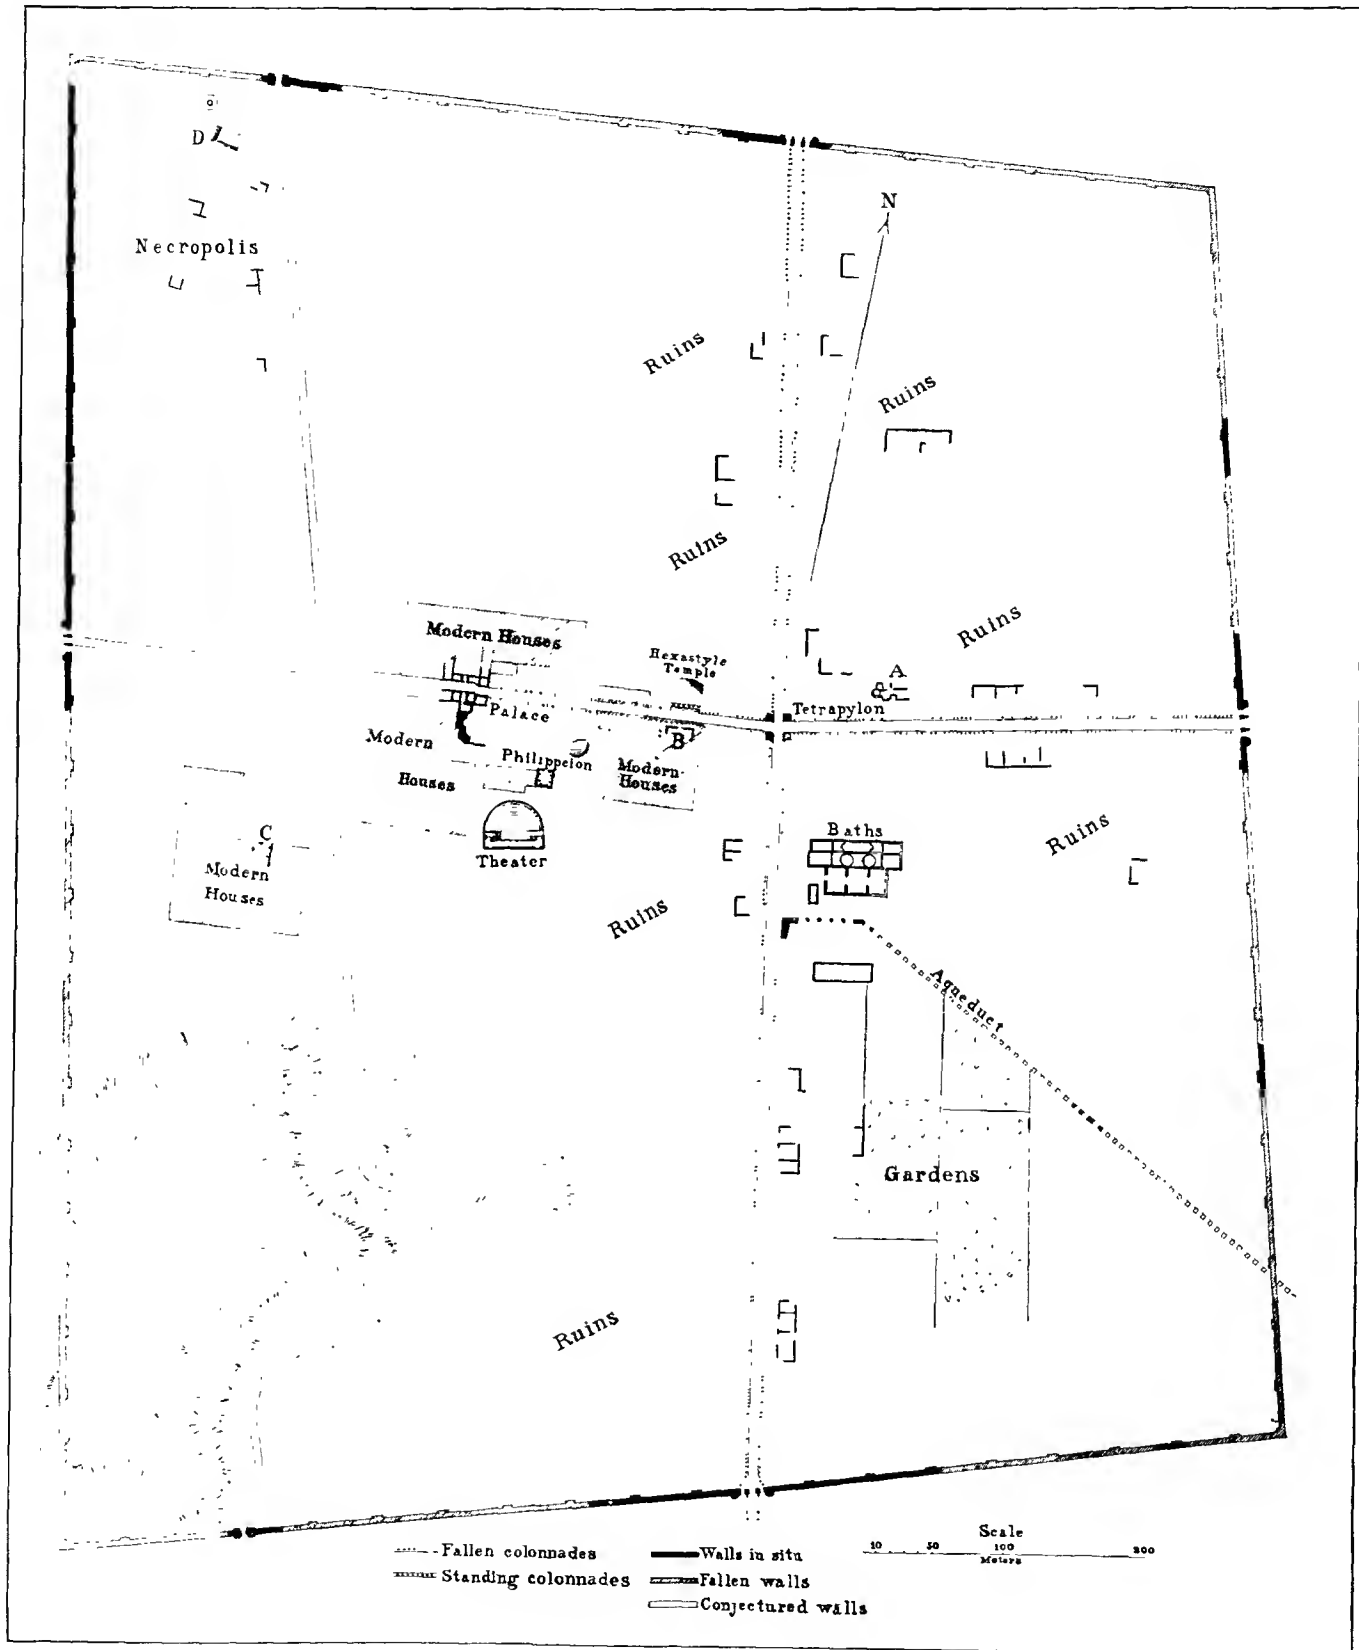 D
Necropolis
N
Ruins
Ruins
Ruins
Ruins
Modern Houses
Hexastyle
Temple
A
Palace
Tetrapylon
Modern
Houses
Philippeion
B
Modern
Houses
Theater
C
Modern
Houses
Baths
Ruins
Ruins
Aqueduct
Gardens
Ruins
Fallen colonnades
Standing colonnades
Walls in situ
Fallen walls
Conjectured walls
Scale
10 50 100 200
Meters